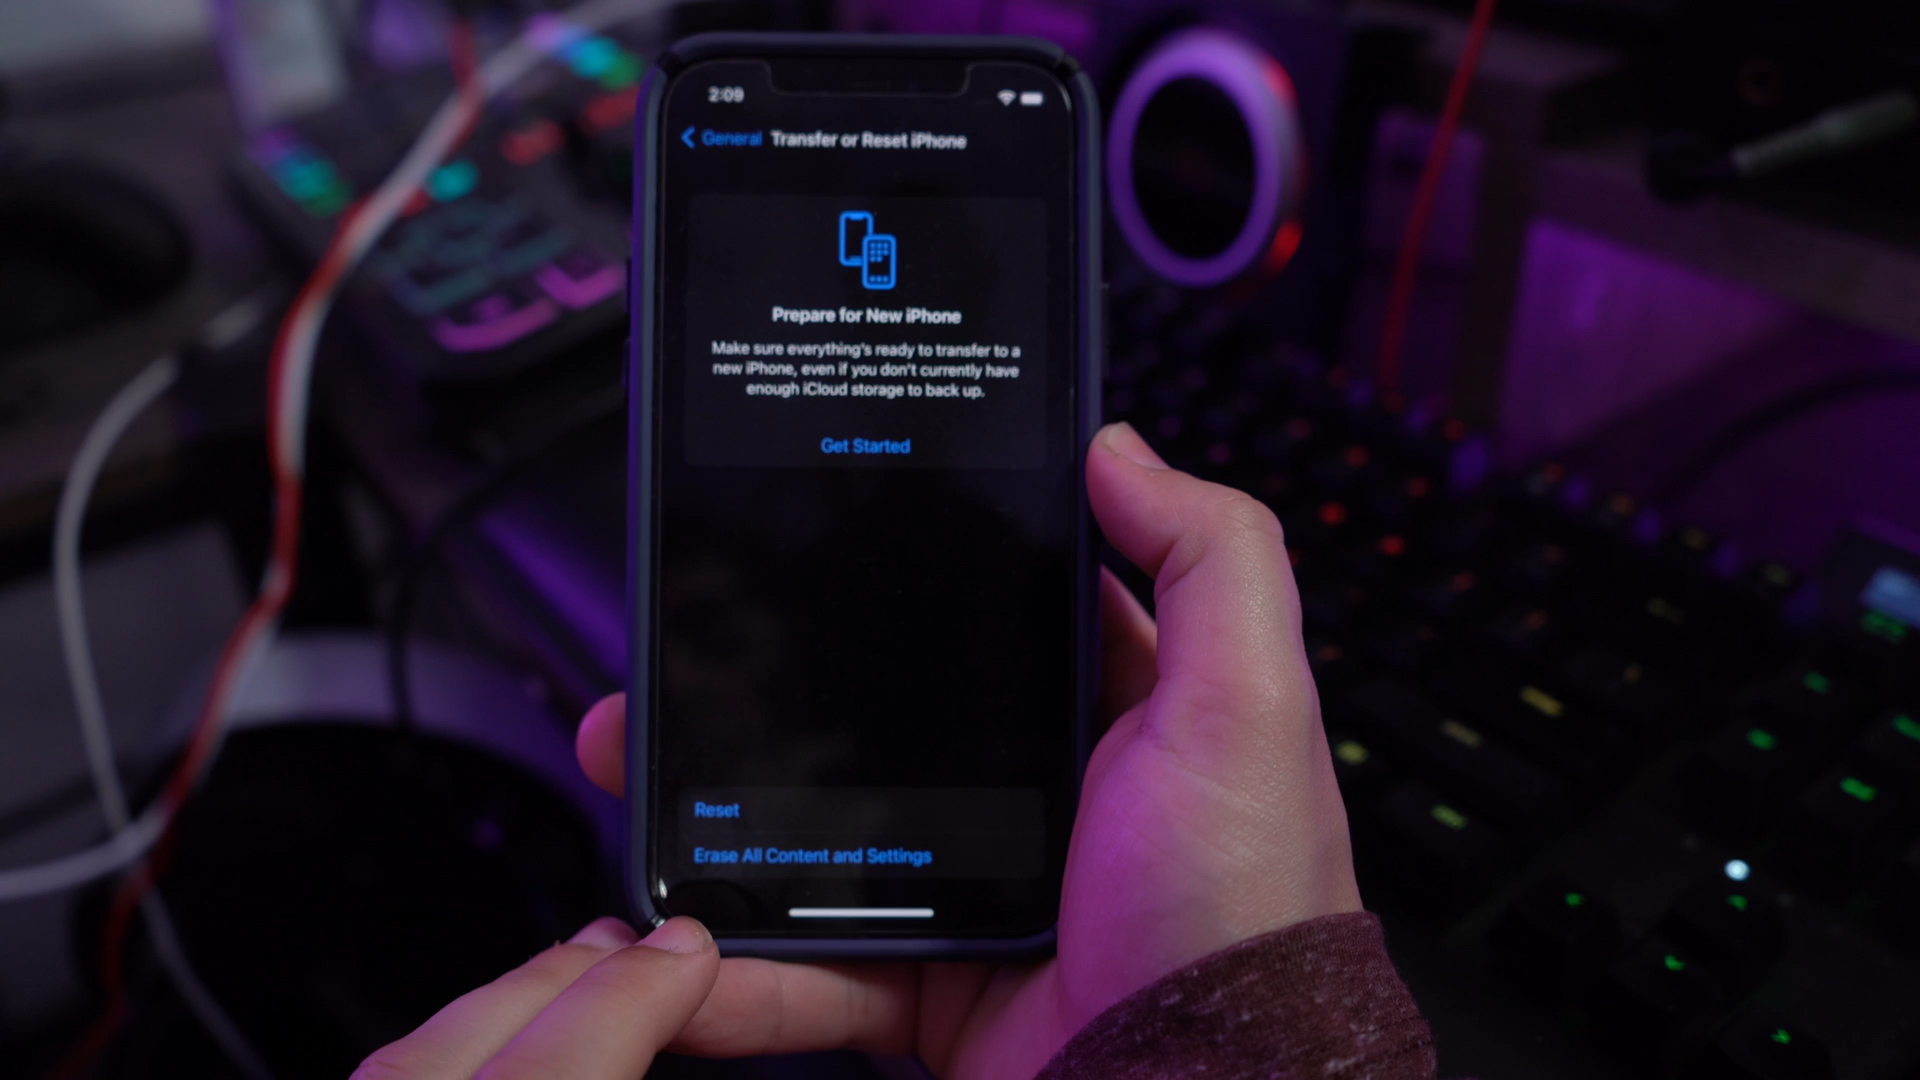 2:09
General Transfer or Reset iPhone
Prepare for New iPhone
Make sure everything's ready to transfer to a
new iPhone, even if you don't currently have
enough iCloud storage to back up.
Get Started
Reset
Erase All Content and Settings